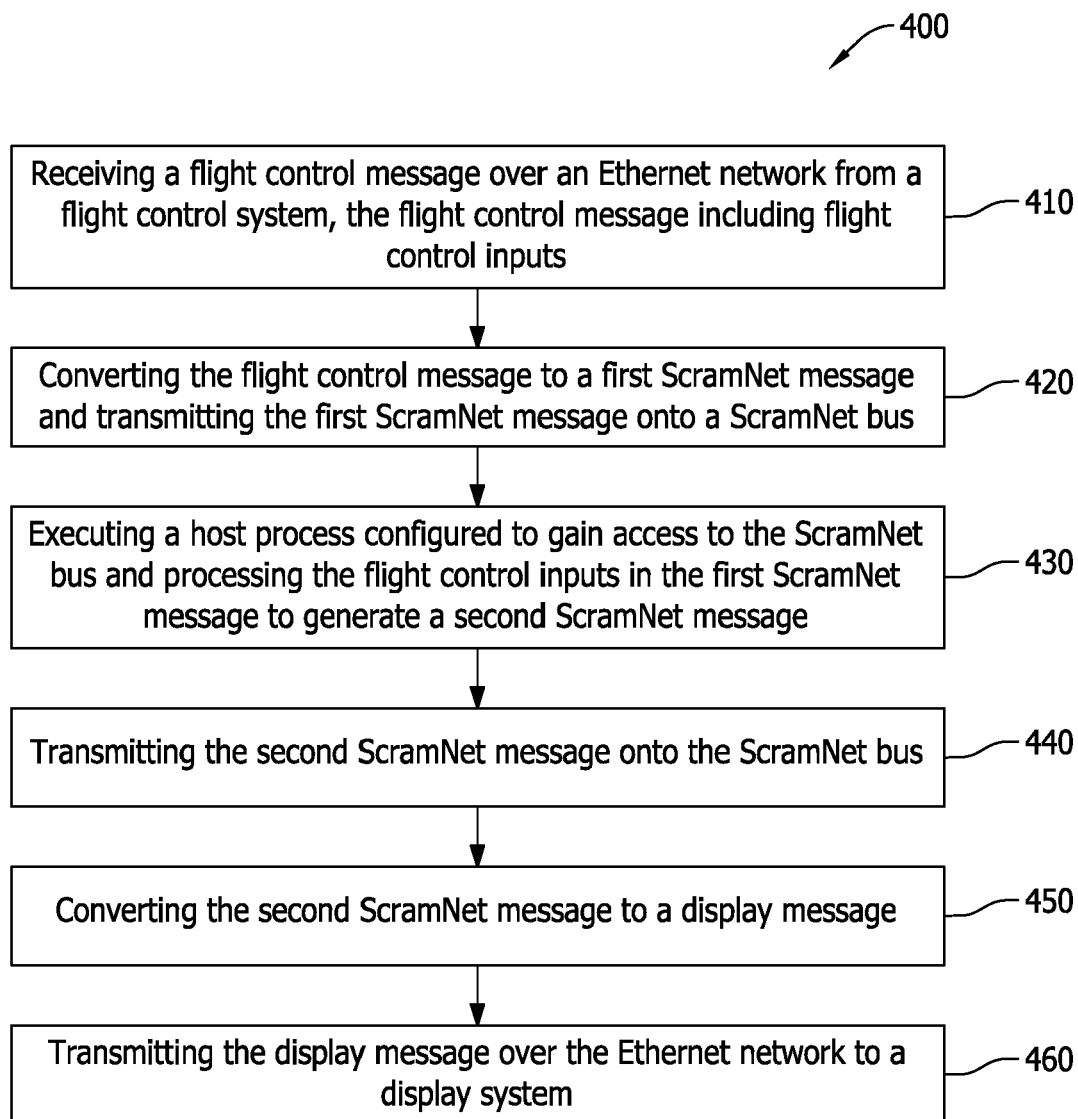 400
Receiving a flight control message over an Ethernet network from a
flight control system, the flight control message including flight
control inputs
410
Converting the flight control message to a first ScramNet message
and transmitting the first ScramNet message onto a ScramNet bus
420
Executing a host process configured to gain access to the ScramNet
bus and processing the flight control inputs in the first ScramNet
message to generate a second ScramNet message
430
Transmitting the second ScramNet message onto the ScramNet bus
440
Converting the second ScramNet message to a display message
450
Transmitting the display message over the Ethernet network to a
display system
460